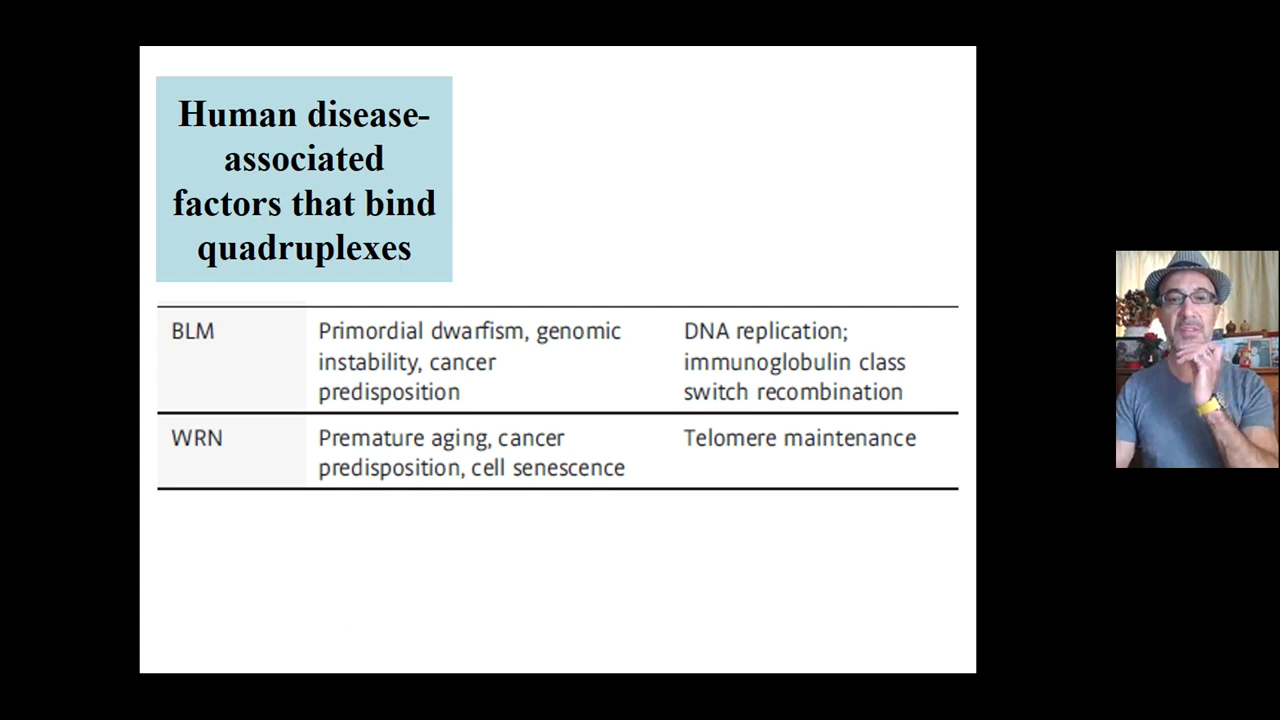 Human disease-
associated
factors that bind
quadruplexes
BLM
Primordial dwarfism, genomic
instability, cancer
predisposition
DNA replication;
immunoglobulin class
switch recombination
WRN
Premature aging, cancer
predisposition, cell senescence
Telomere maintenance